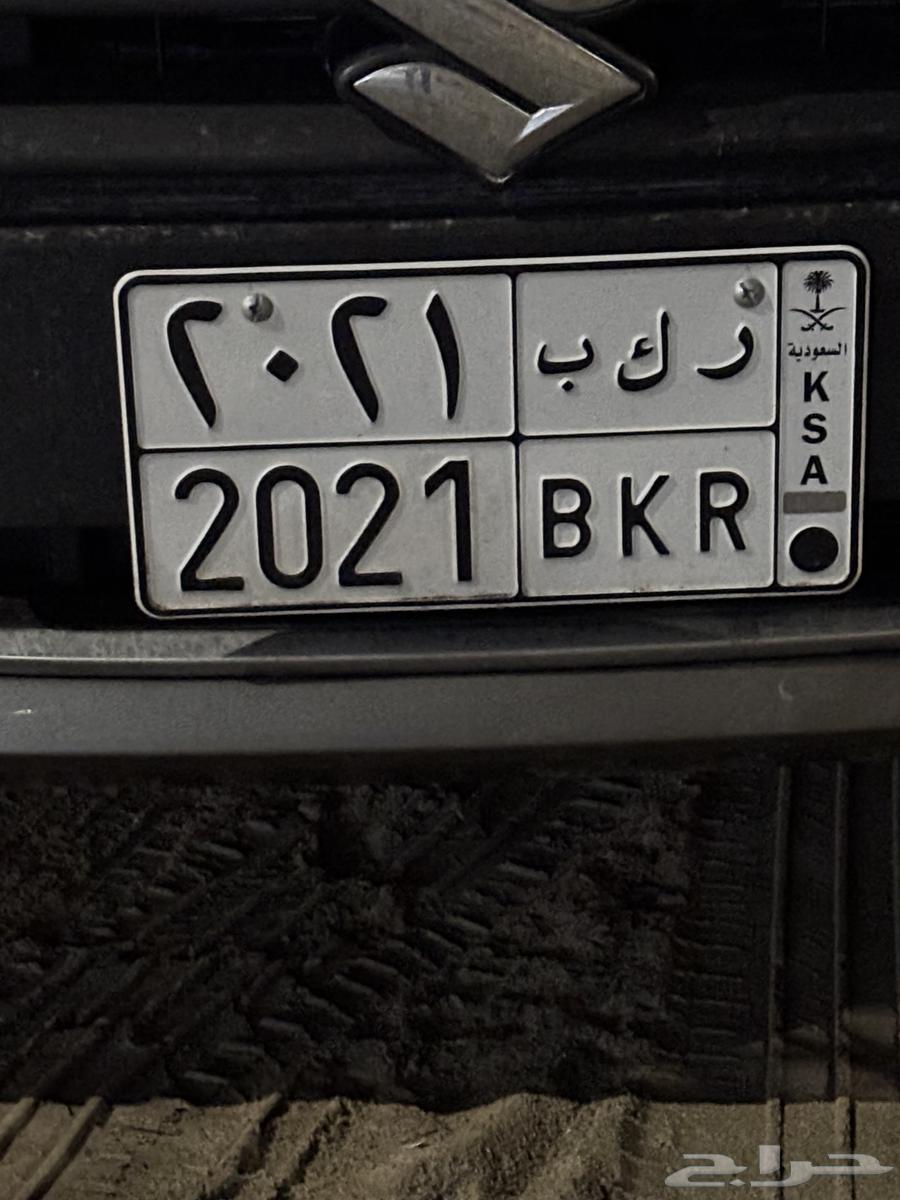 ٢٠٢١ ر ك ب
2021 BKR
السعودية
K
S
A
حراج